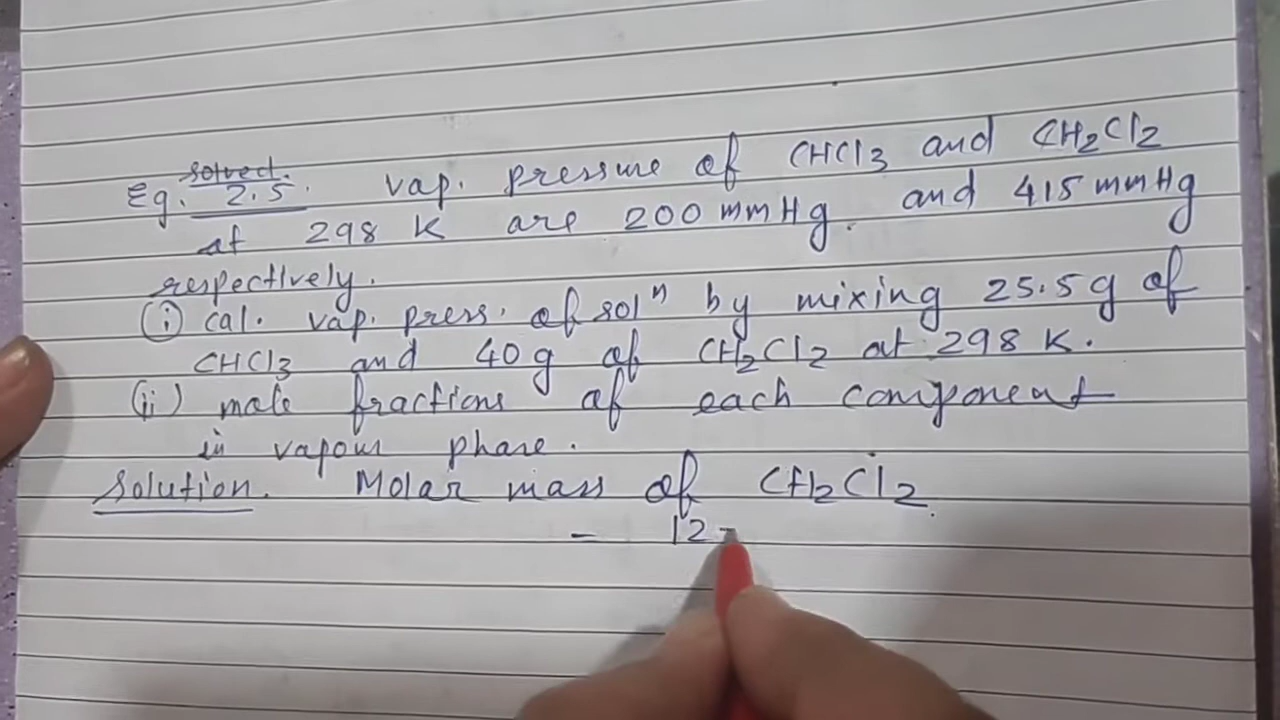 Eg. solved. 2.5. vap. pressure of CHCl3 and CH2Cl2
at 298 K are 200 mmHg. and 415 mmHg
respectively.
(i) cal. vap. press. of solⁿ by mixing 25.5g of
CHCl3 and 40g of CH2Cl2 at 298 K.
(ii) mole fractions of each component
in vapour phase.
Solution. Molar mass of CH2Cl2.
- 12